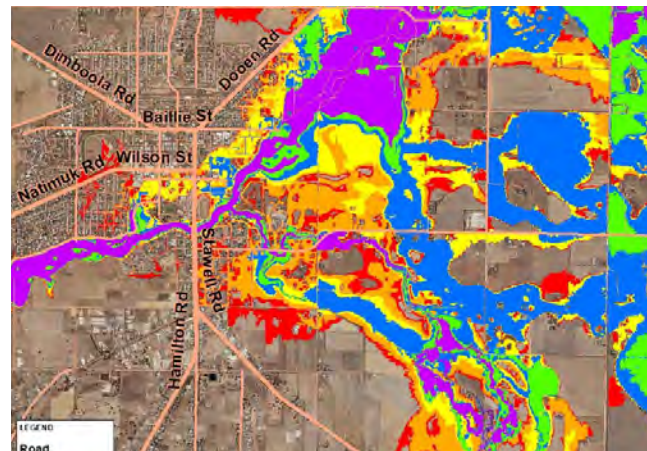 Dimboola Rd
Dooen Rd
Baillie St
Wilson St
Natimuk Rd
Stawell Rd
Hamilton Rd
LEGEND
Road